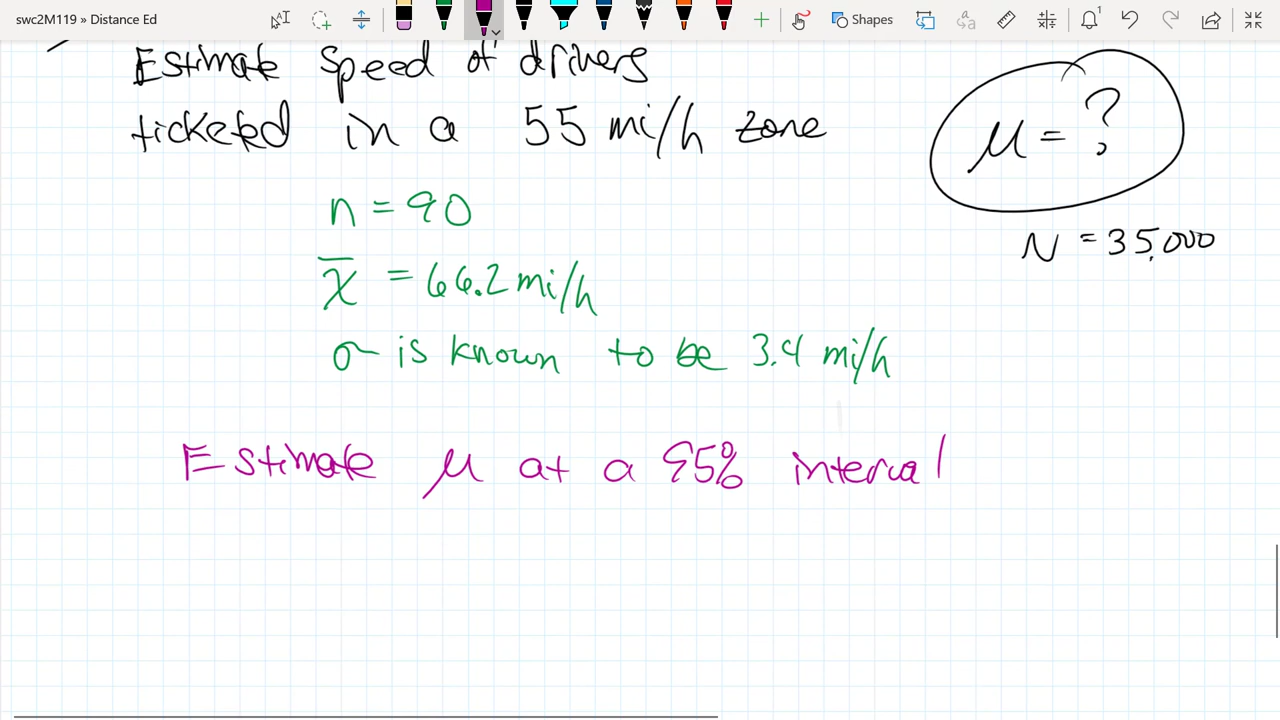 swc2M119 » Distance Ed
Shapes
Estimate speed of drivers
ticketed in a 55 mi/h zone
μ = ?
N = 35,000
n = 90
x̅ = 66.2 mi/h
σ is known to be 3.4 mi/h
Estimate μ at a 95% interval